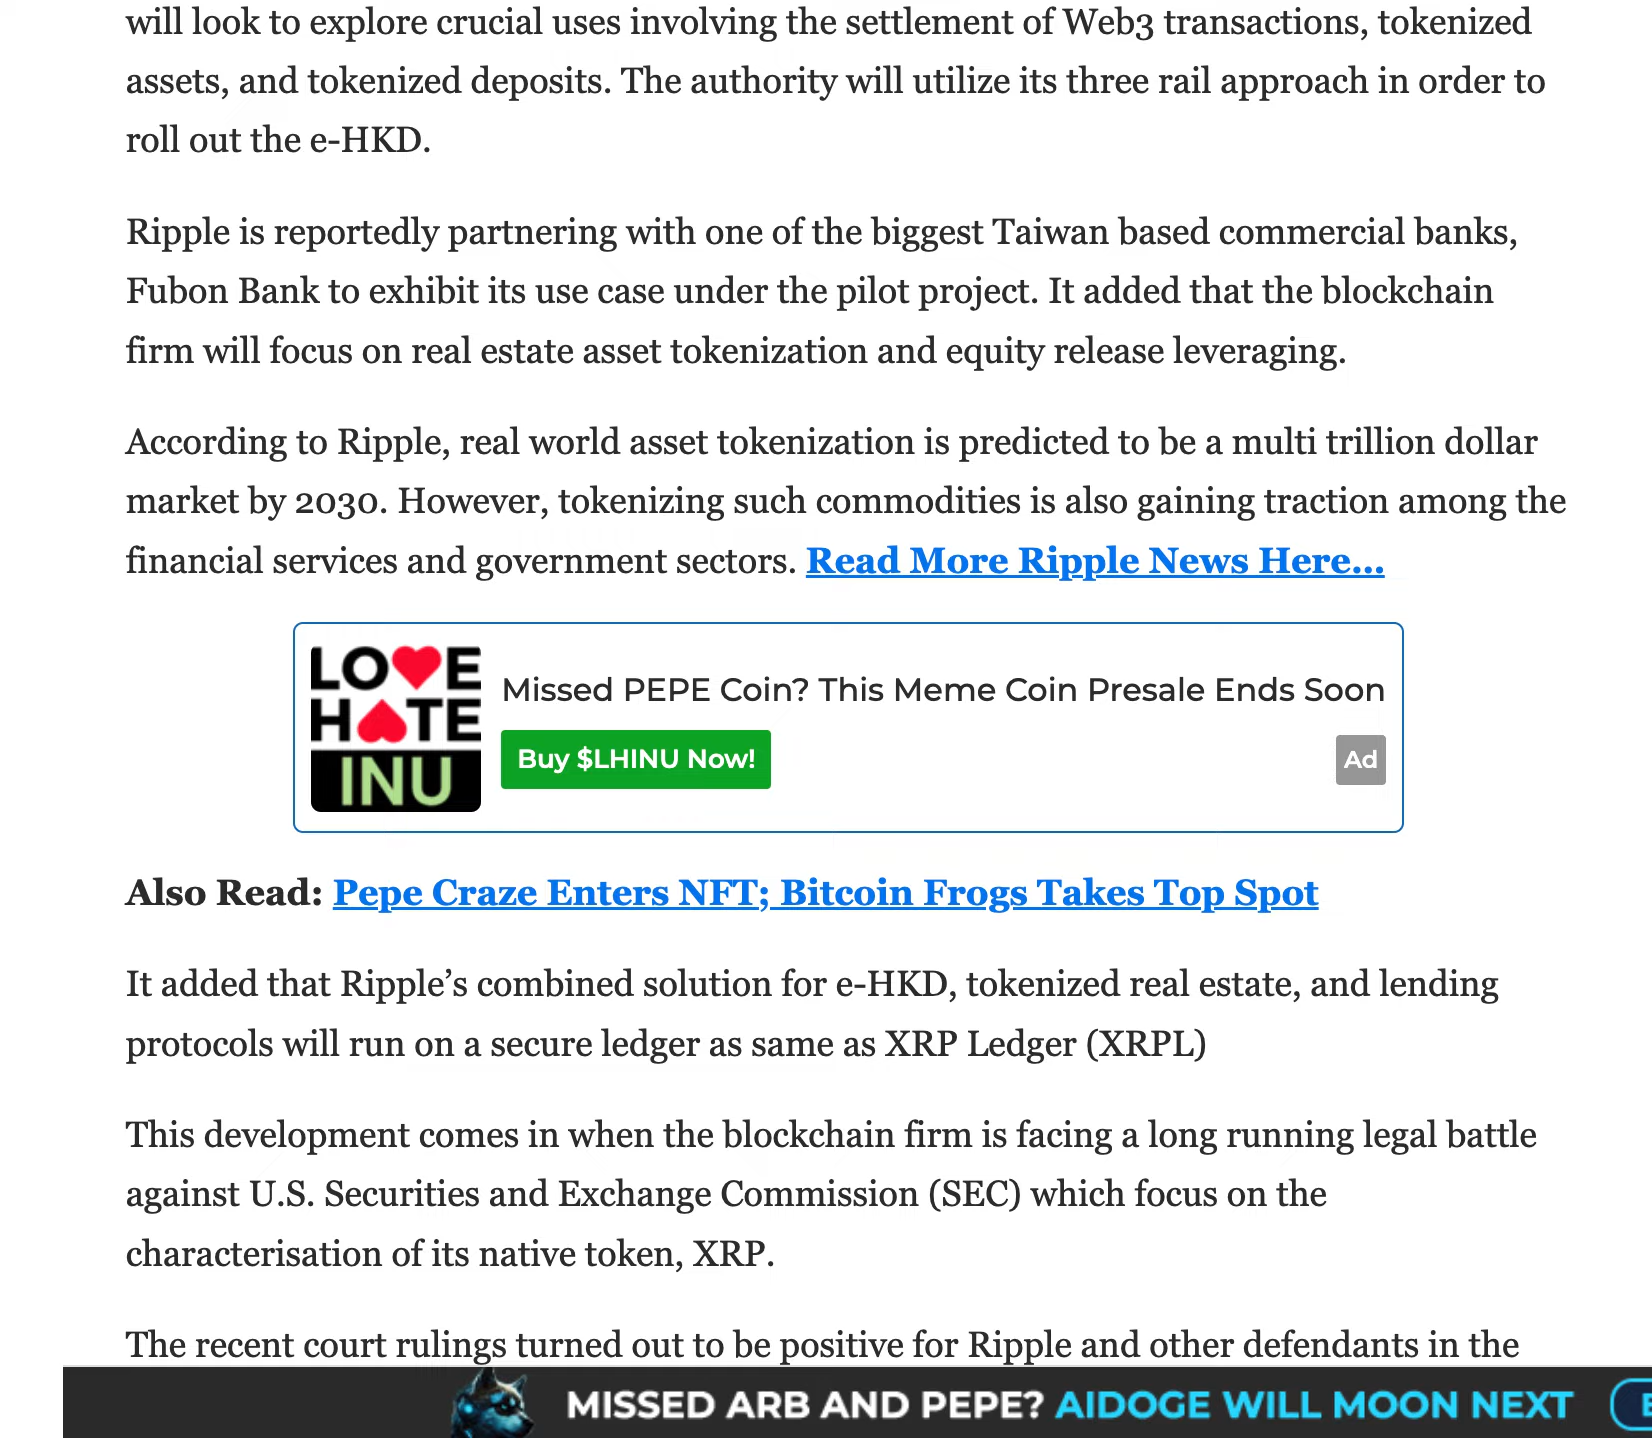 will look to explore crucial uses involving the settlement of Web3 transactions, tokenized
assets, and tokenized deposits. The authority will utilize its three rail approach in order to
roll out the e-HKD.
Ripple is reportedly partnering with one of the biggest Taiwan based commercial banks,
Fubon Bank to exhibit its use case under the pilot project. It added that the blockchain
firm will focus on real estate asset tokenization and equity release leveraging.
According to Ripple, real world asset tokenization is predicted to be a multi trillion dollar
market by 2030. However, tokenizing such commodities is also gaining traction among the
financial services and government sectors. Read More Ripple News Here...
LOVE
HATE
INU
Missed PEPE Coin? This Meme Coin Presale Ends Soon
Buy $LHINU Now!
Ad
Also Read: Pepe Craze Enters NFT; Bitcoin Frogs Takes Top Spot
It added that Ripple’s combined solution for e-HKD, tokenized real estate, and lending
protocols will run on a secure ledger as same as XRP Ledger (XRPL)
This development comes in when the blockchain firm is facing a long running legal battle
against U.S. Securities and Exchange Commission (SEC) which focus on the
characterisation of its native token, XRP.
The recent court rulings turned out to be positive for Ripple and other defendants in the
MISSED ARB AND PEPE? AIDOGE WILL MOON NEXT